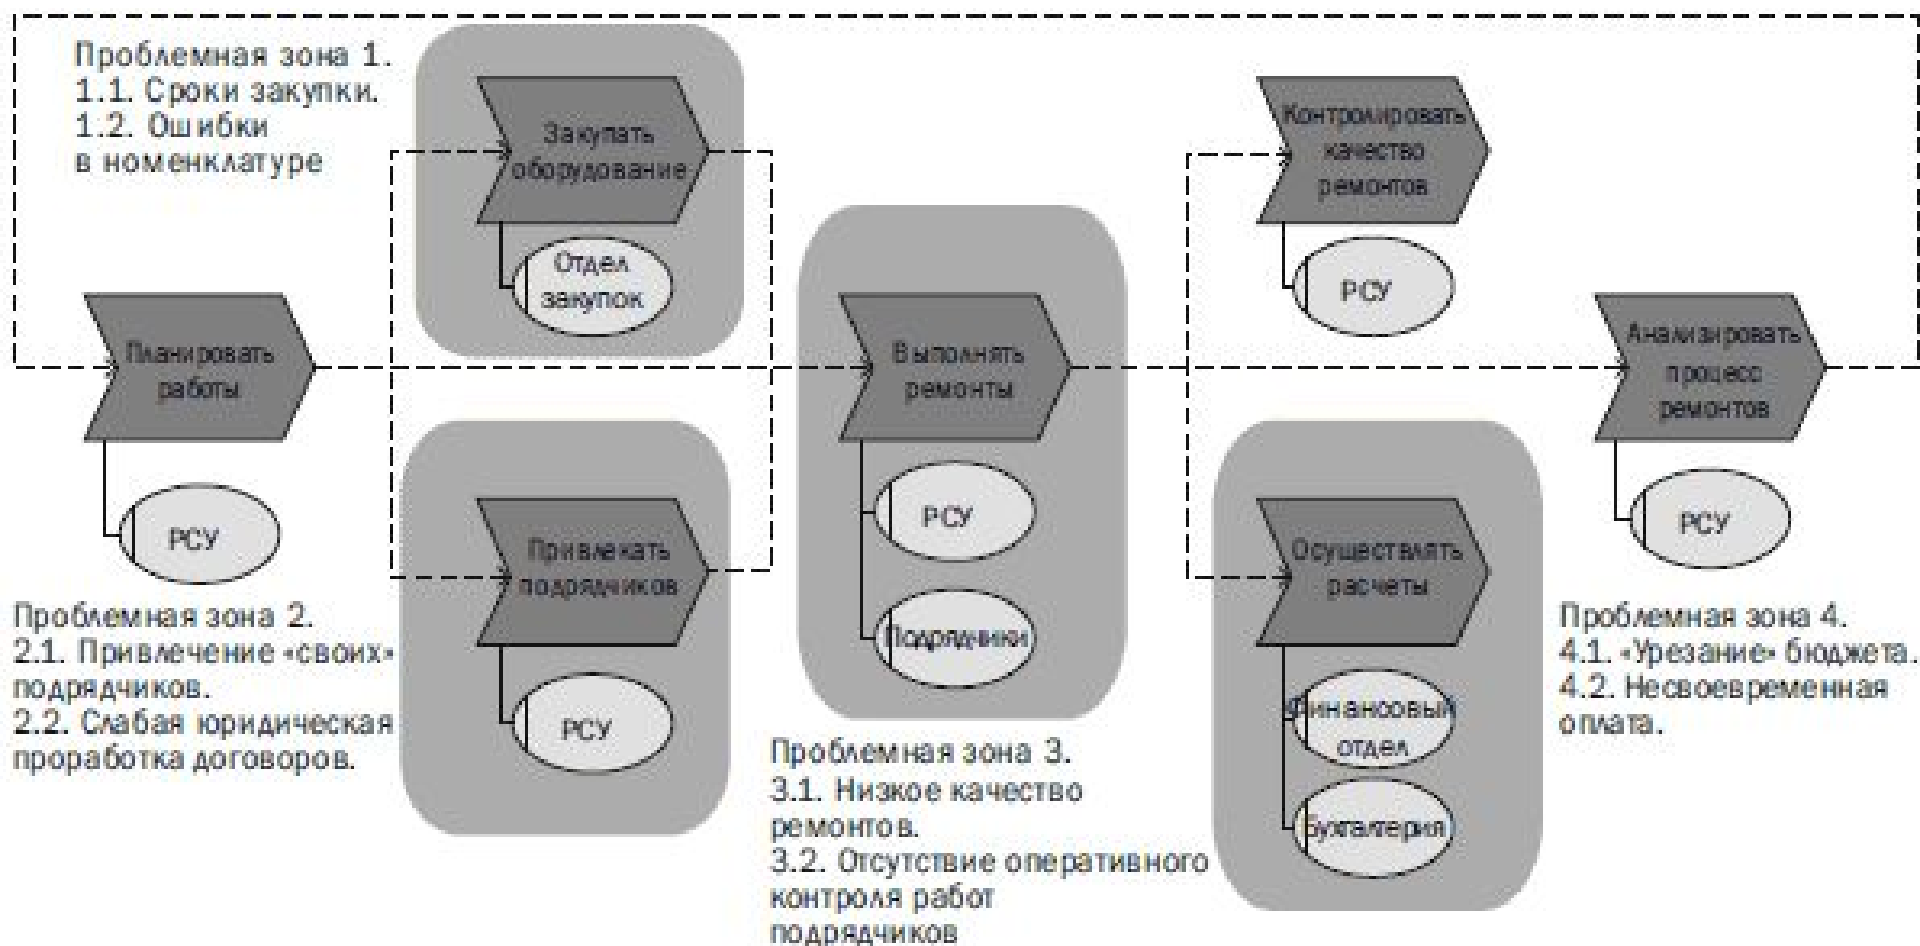 Проблемная зона 1.
1.1. Сроки закупки.
1.2. Ошибки
в номенклатуре
Закупать
оборудование
Отдел
закупок
Контролировать
качество
ремонтов
РСУ
Планировать
работы
РСУ
Выполнять
ремонты
РСУ
Подрядчики
Анализировать
процесс
ремонтов
РСУ
Привлекать
подрядчиков
РСУ
Осуществлять
расчеты
Финансовый
отдел
Бухгалтерия
Проблемная зона 2.
2.1. Привлечение «своих»
подрядчиков.
2.2. Слабая юридическая
проработка договоров.
Проблемная зона 3.
3.1. Низкое качество
ремонтов.
3.2. Отсутствие оперативного
контроля работ
подрядчиков
Проблемная зона 4.
4.1. «Урезание» бюджета.
4.2. Несвоевременная
оплата.